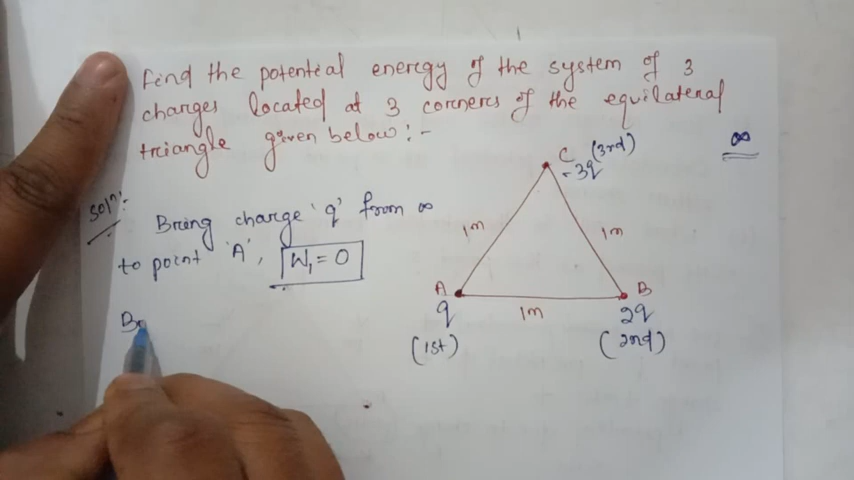 Find the potential energy of the system of 3
charges located at 3 corners of the equilateral
triangle given below:-
∞
C (3rd)
-3q
Soln:
Bring charge 'q' from ∞
to point 'A', W₁ = 0
1m
1m
A
B
q
1m
2q
(1st)
(2nd)
Br